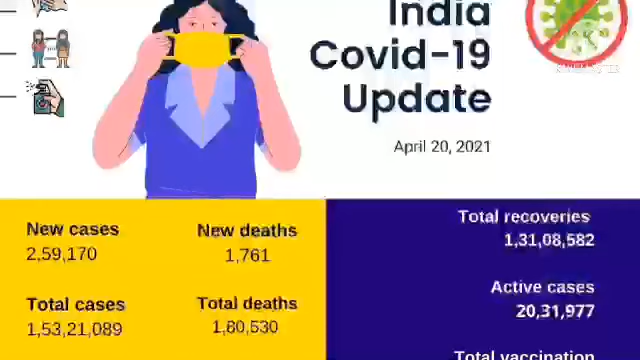 India
Covid-19
Update
April 20, 2021
New cases
2,59,170
New deaths
1,761
Total cases
1,53,21,089
Total deaths
1,80,530
Total recoveries
1,31,08,582
Active cases
20,31,977
Total vaccination